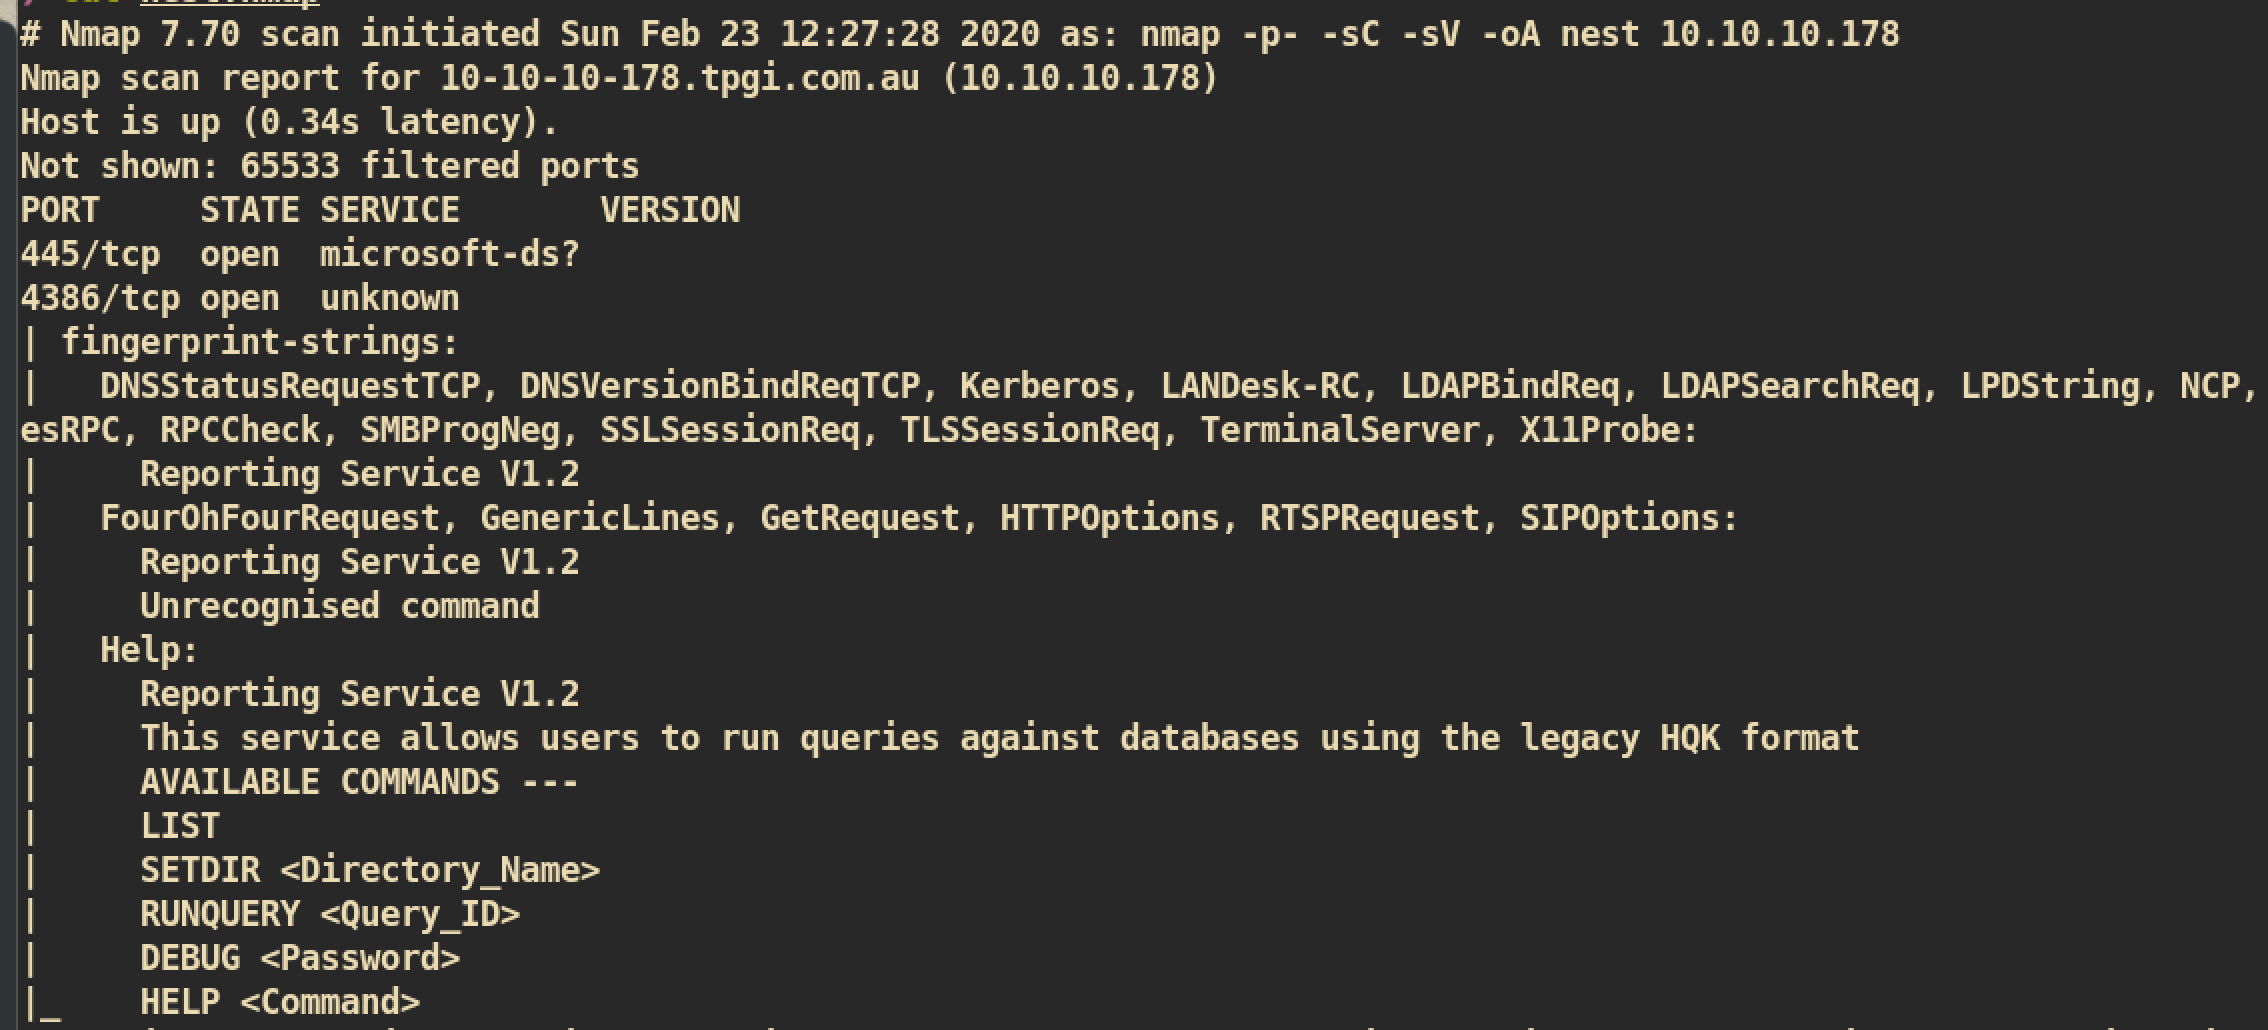 # Nmap 7.70 scan initiated Sun Feb 23 12:27:28 2020 as: nmap -p- -sC -sV -oA nest 10.10.10.178
Nmap scan report for 10-10-10-178.tpgi.com.au (10.10.10.178)
Host is up (0.34s latency).
Not shown: 65533 filtered ports
PORT     STATE SERVICE       VERSION
445/tcp  open  microsoft-ds?
4386/tcp open  unknown
| fingerprint-strings:
|   DNSStatusRequestTCP, DNSVersionBindReqTCP, Kerberos, LANDesk-RC, LDAPBindReq, LDAPSearchReq, LPDString, NCP,
esRPC, RPCCheck, SMBProgNeg, SSLSessionReq, TLSSessionReq, TerminalServer, X11Probe:
|     Reporting Service V1.2
|   FourOhFourRequest, GenericLines, GetRequest, HTTPOptions, RTSPRequest, SIPOptions:
|     Reporting Service V1.2
|     Unrecognised command
|   Help:
|     Reporting Service V1.2
|     This service allows users to run queries against databases using the legacy HQK format
|     AVAILABLE COMMANDS ---
|     LIST
|     SETDIR <Directory_Name>
|     RUNQUERY <Query_ID>
|     DEBUG <Password>
|_    HELP <Command>